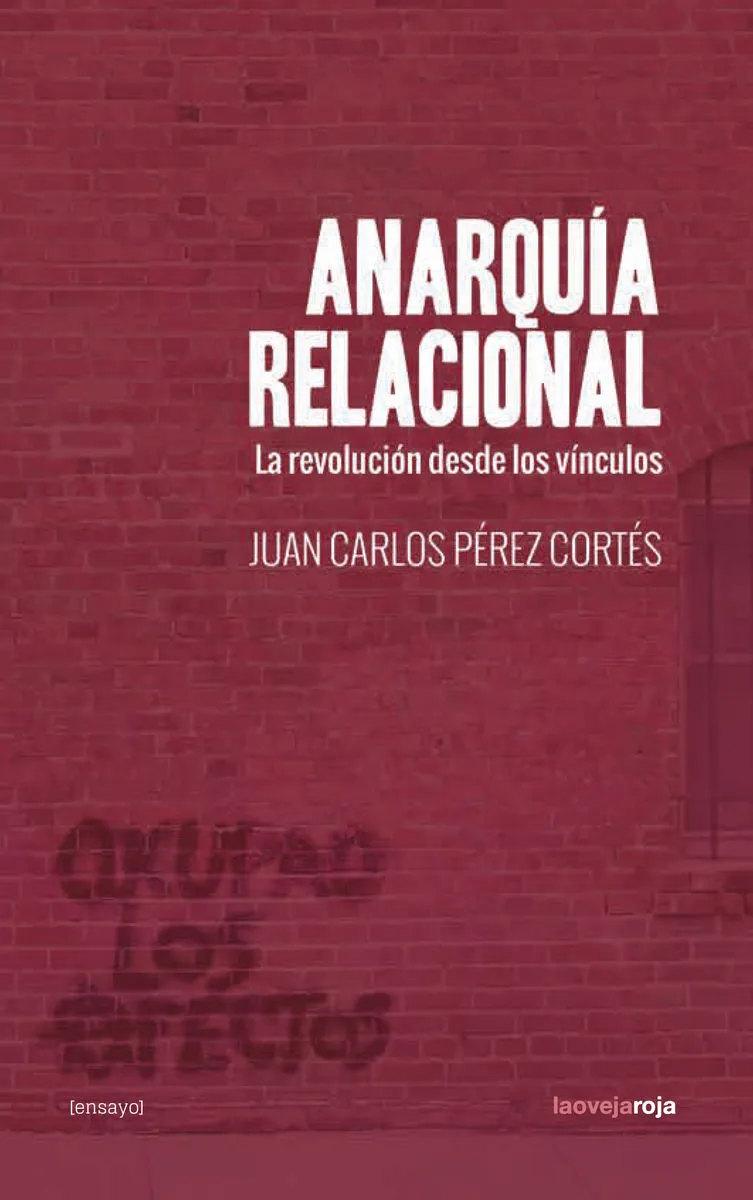 ANARQUÍA
RELACIONAL
La revolución desde los vínculos
JUAN CARLOS PÉREZ CORTÉS
OKUPAD
LOS
AFECTOS
[ensayo]
laovejaroja